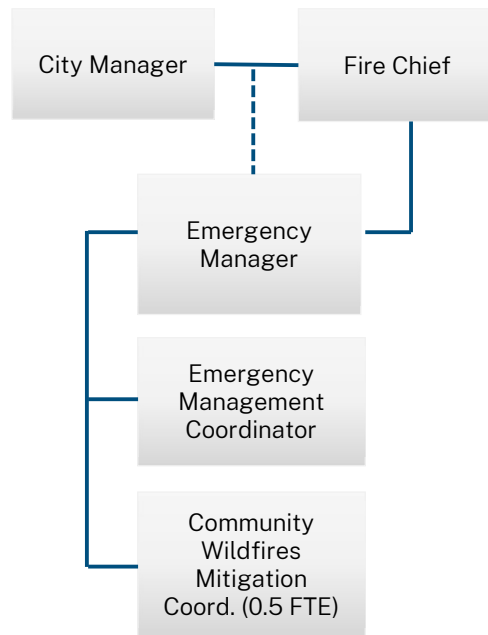 City Manager
Fire Chief
Emergency
Manager
Emergency
Management
Coordinator
Community
Wildfires
Mitigation
Coord. (0.5 FTE)